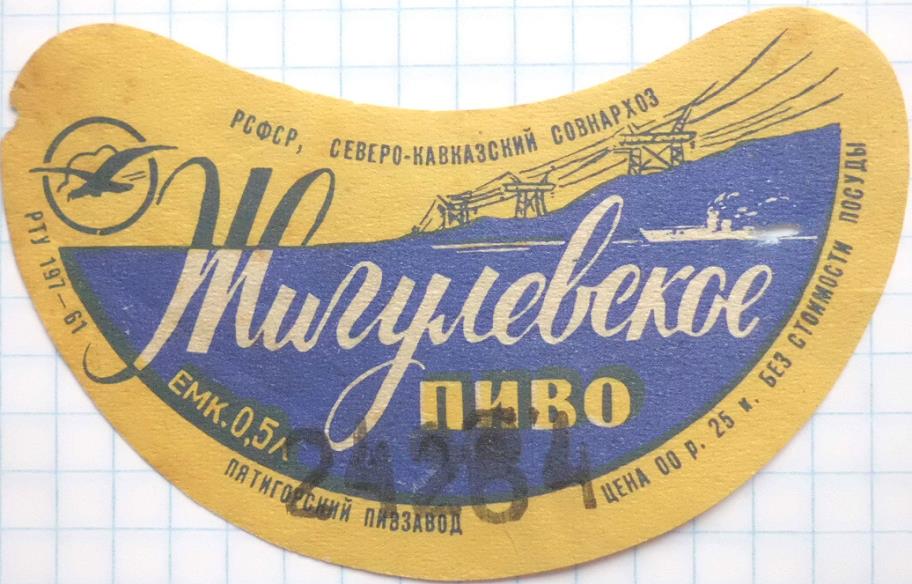 РСФСР, СЕВЕРО-КАВКАЗСКИЙ СОВНАРХОЗ
Жигулевское
ПИВО
РТУ 197-61
ЕМК. 0,5л
ПЯТИГОРСКИЙ ПИВЗАВОД
ЦЕНА 00 р. 25 к. БЕЗ СТОИМОСТИ ПОСУДЫ